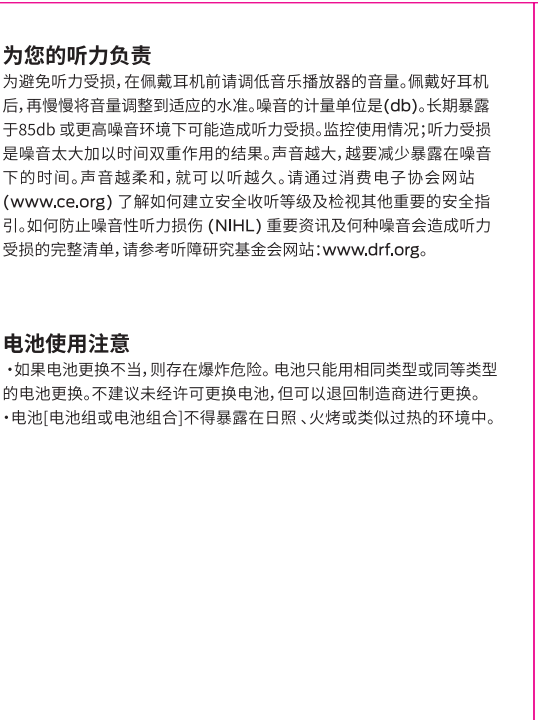 为您的听力负责
为避免听力受损，在佩戴耳机前请调低音乐播放器的音量。佩戴好耳机
后，再慢慢将音量调整到适应的水准。噪音的计量单位是(db)。长期暴露
于85db 或更高噪音环境下可能造成听力受损。监控使用情况；听力受损
是噪音太大加以时间双重作用的结果。声音越大，越要减少暴露在噪音
下的时间。声音越柔和，就可以听越久。请通过消费电子协会网站
(www.ce.org) 了解如何建立安全收听等级及检视其他重要的安全指
引。如何防止噪音性听力损伤 (NIHL) 重要资讯及何种噪音会造成听力
受损的完整清单，请参考听障研究基金会网站：www.drf.org。
电池使用注意
·如果电池更换不当，则存在爆炸危险。电池只能用相同类型或同等类型
的电池更换。不建议未经许可更换电池，但可以退回制造商进行更换。
·电池[电池组或电池组合]不得暴露在日照、火烤或类似过热的环境中。